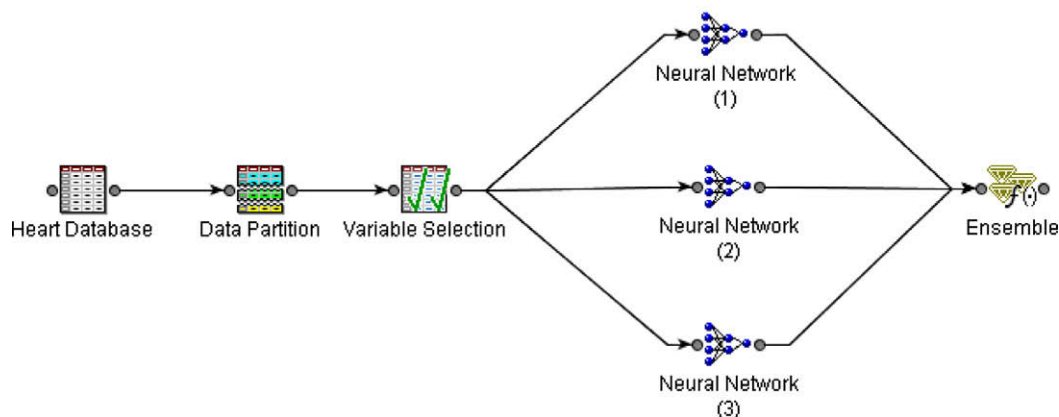 Neural Network
(1)
Heart Database
Data Partition
Variable Selection
Neural Network
(2)
f(·)
Ensemble
Neural Network
(3)